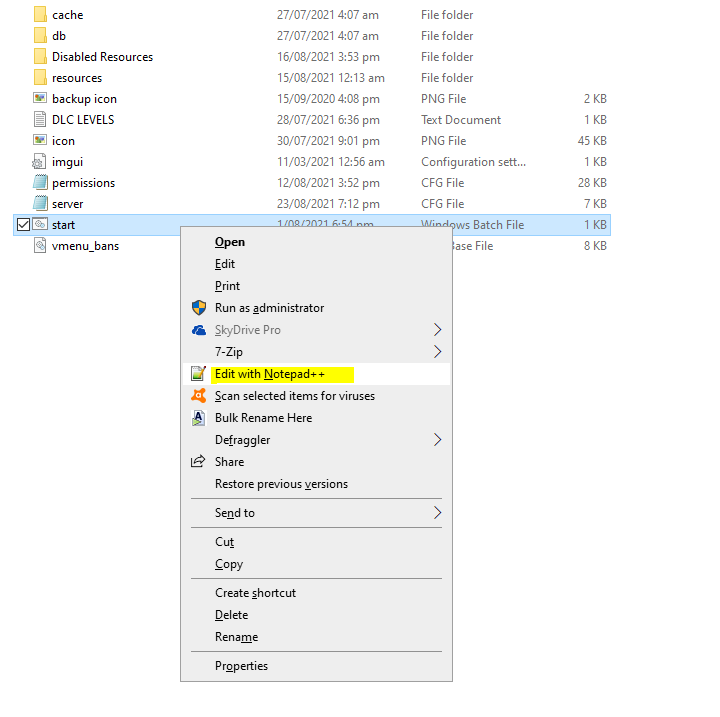 cache 27/07/2021 4:07 am File folder
db 27/07/2021 4:07 am File folder
Disabled Resources 16/08/2021 3:53 pm File folder
resources 15/08/2021 12:13 am File folder
backup icon 15/09/2020 4:08 pm PNG File 2 KB
DLC LEVELS 28/07/2021 6:36 pm Text Document 1 KB
icon 30/07/2021 9:01 pm PNG File 45 KB
imgui 11/03/2021 12:56 am Configuration sett... 1 KB
permissions 12/08/2021 3:52 pm CFG File 28 KB
server 23/08/2021 7:12 pm CFG File 7 KB
start 1/08/2021 6:54 pm Windows Batch File 1 KB
vmenu_bans Base File 8 KB
Open
Edit
Print
Run as administrator
SkyDrive Pro
7-Zip
Edit with Notepad++
Scan selected items for viruses
Bulk Rename Here
Defraggler
Share
Restore previous versions
Send to
Cut
Copy
Create shortcut
Delete
Rename
Properties